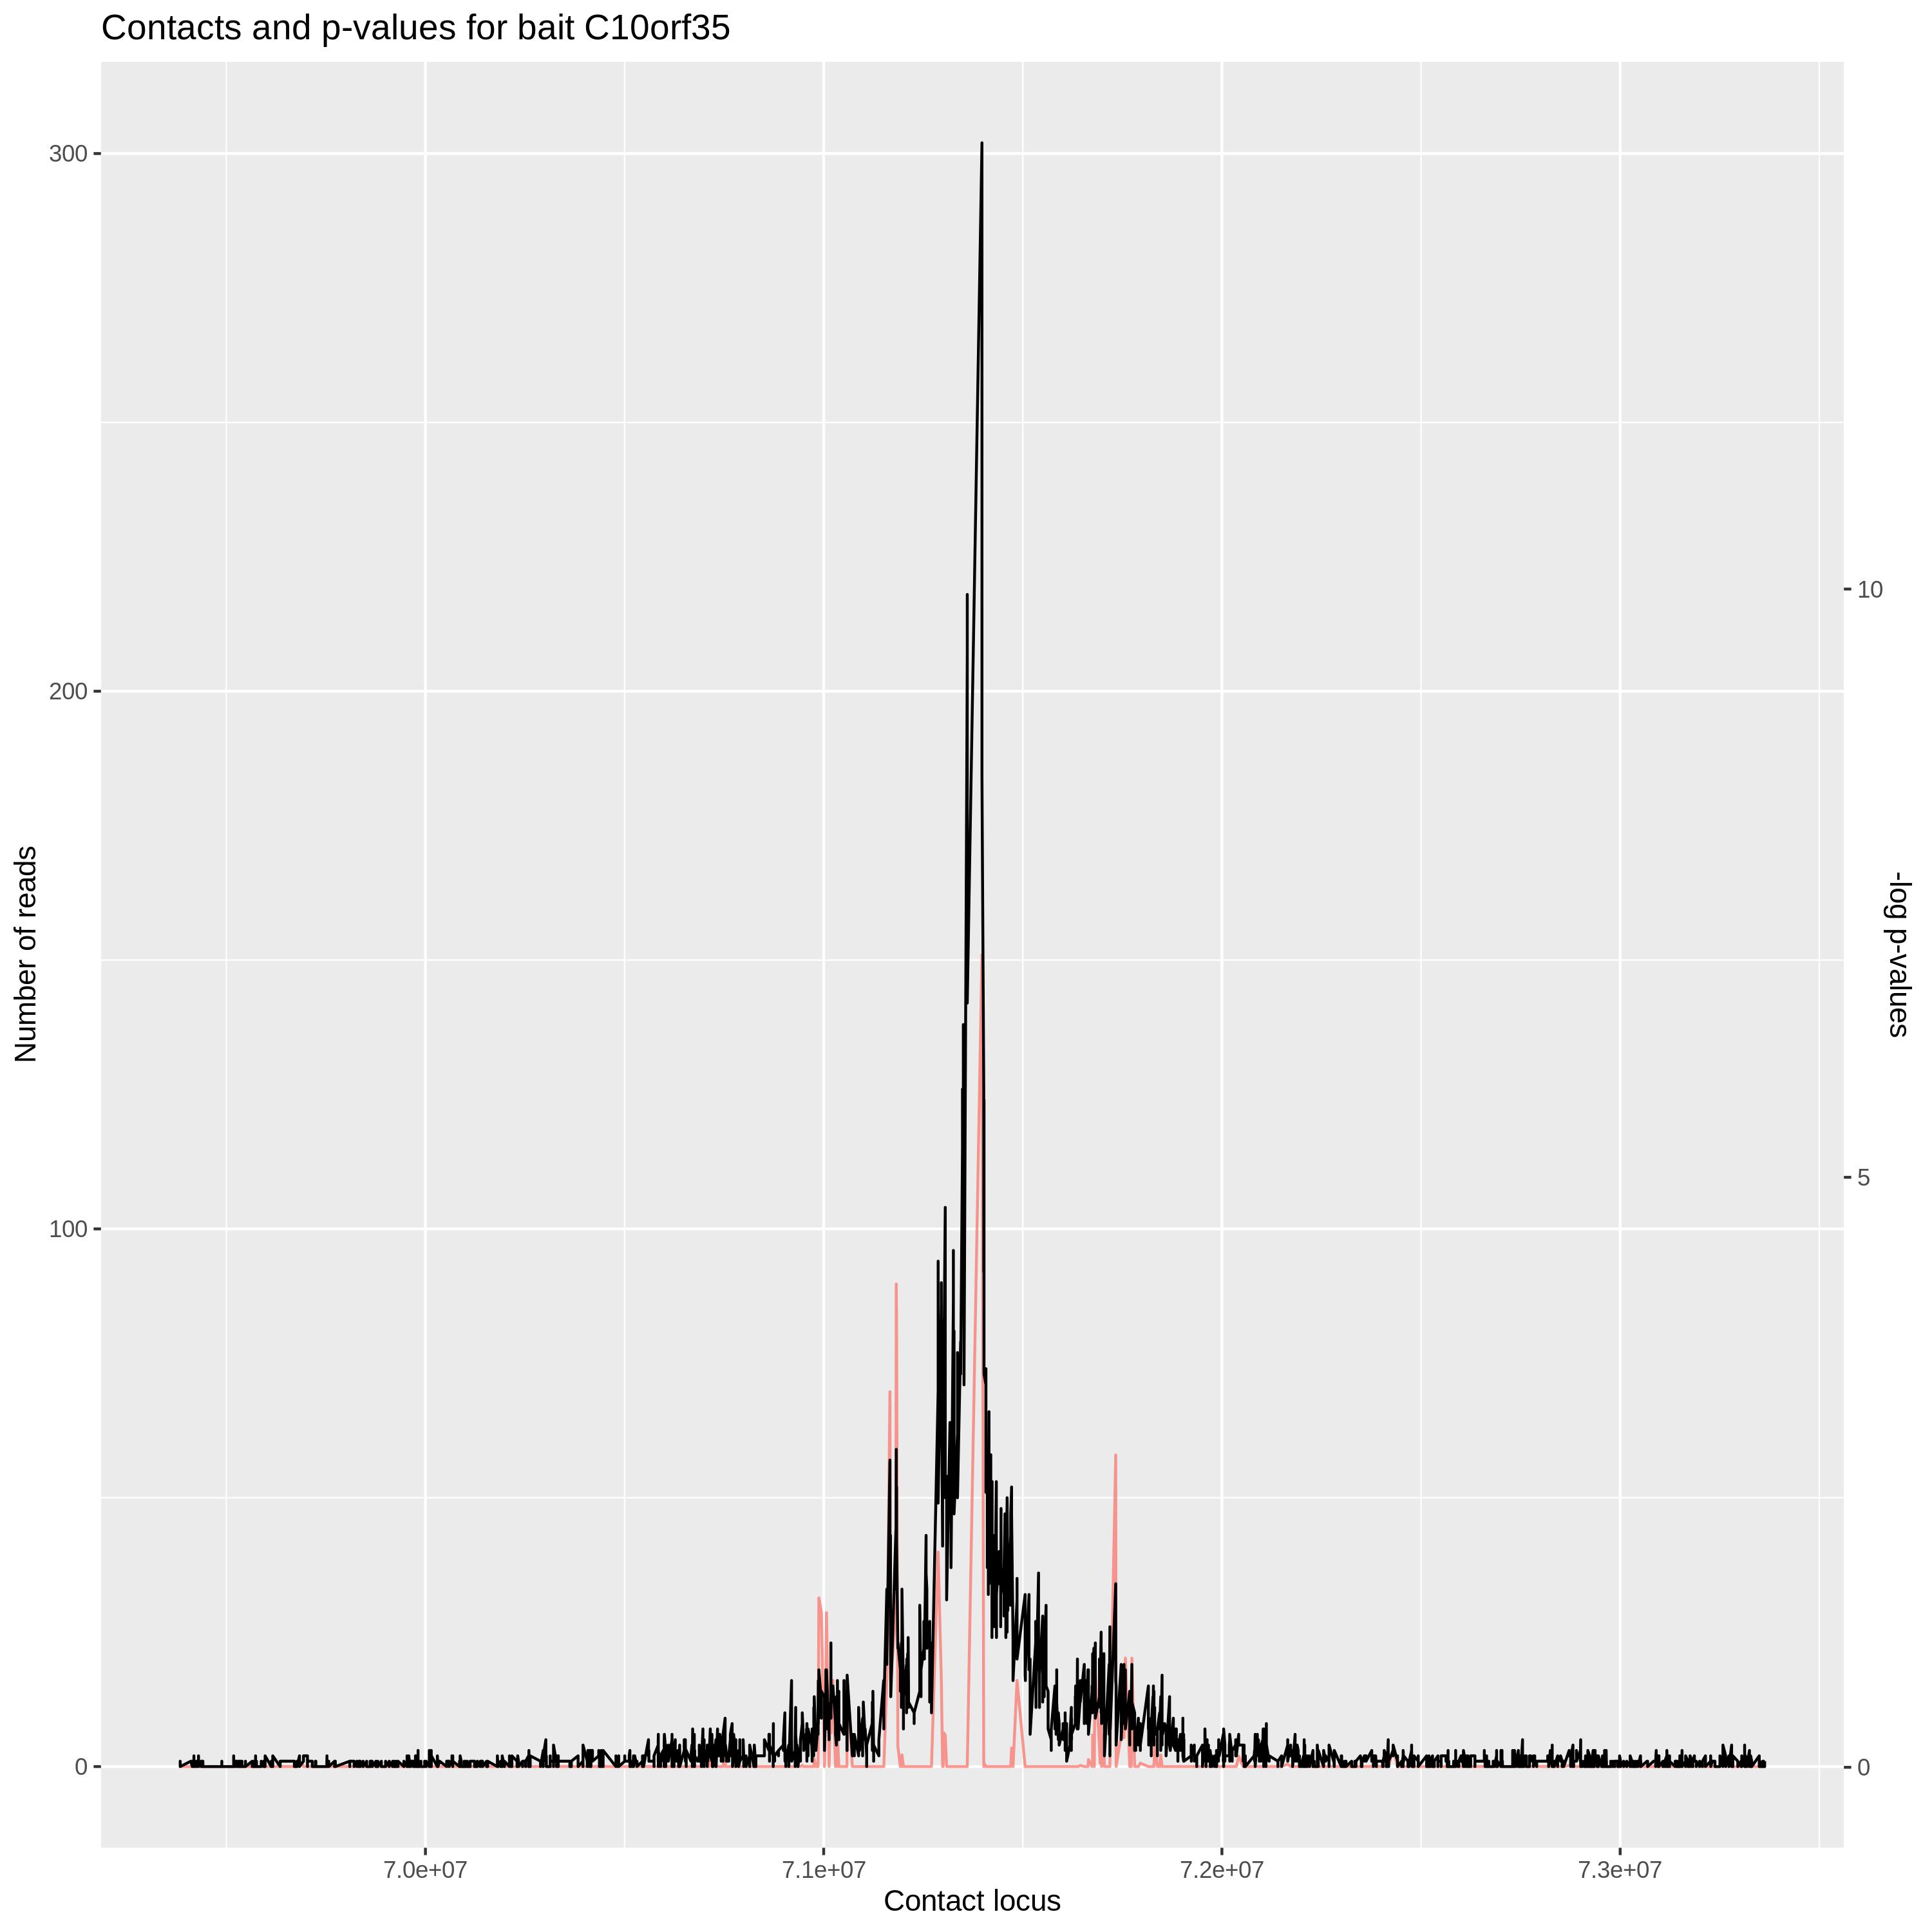 Contacts and p-values for bait C10orf35
300
200
100
0
Number of reads
10
5
0
-log p-values
7.0e+07
7.1e+07
7.2e+07
7.3e+07
Contact locus